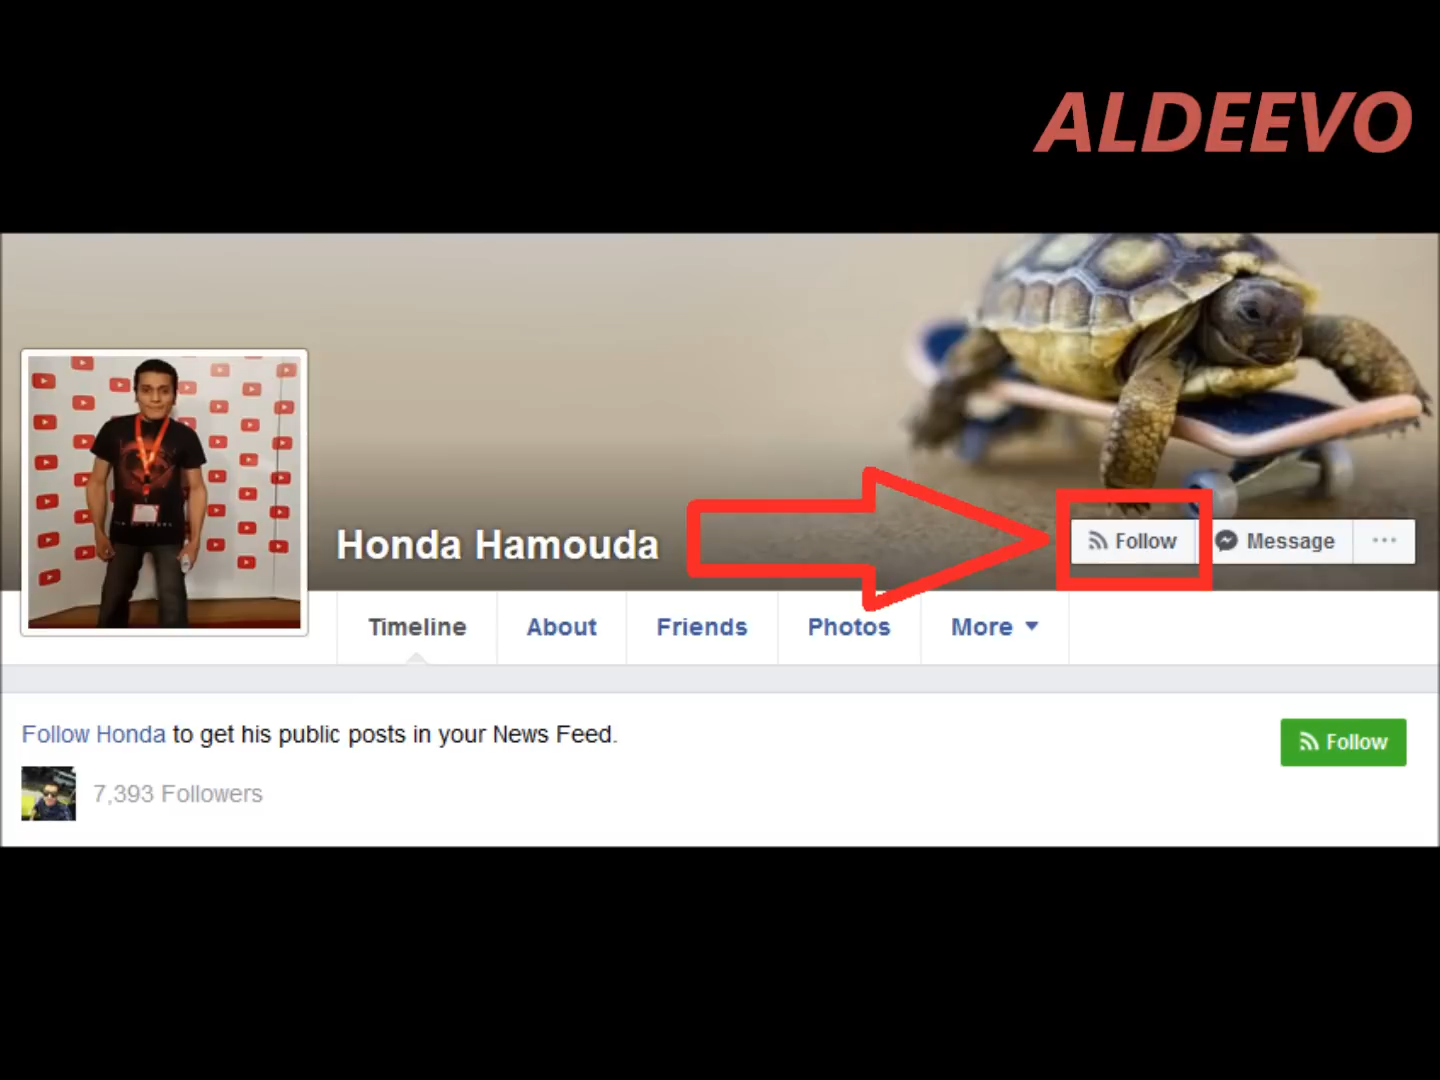 ALDEEVO
Honda Hamouda
Follow
Message
Timeline
About
Friends
Photos
More
Follow Honda to get his public posts in your News Feed.
Follow
7,393 Followers